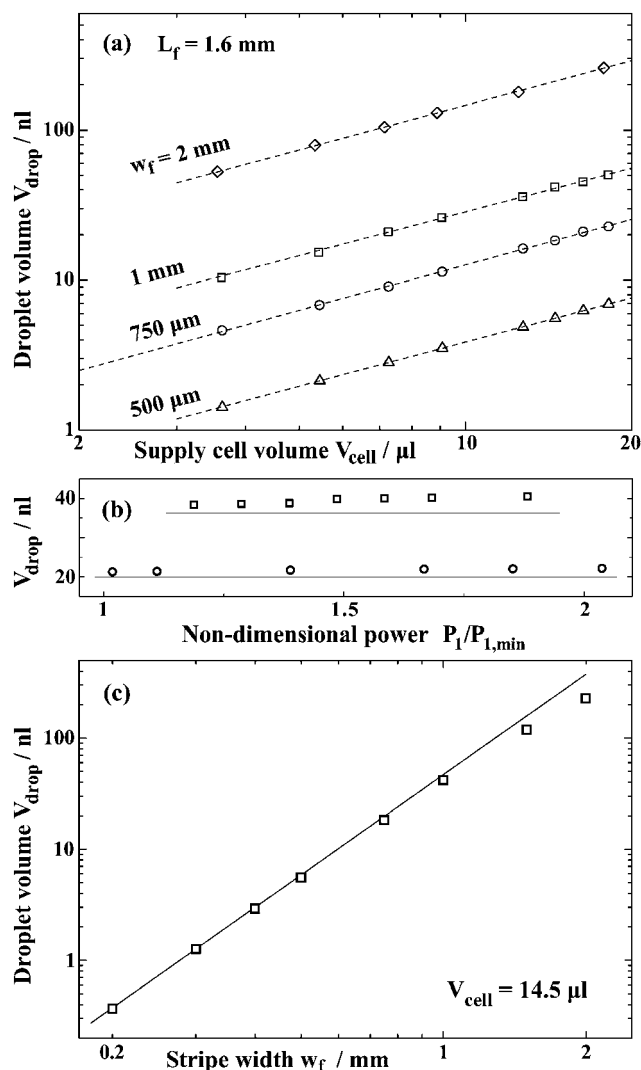 (a) L_f = 1.6 mm
Droplet volume V_drop / nl
100
10
1
w_f = 2 mm
1 mm
750 μm
500 μm
2 10 20
Supply cell volume V_cell / μl
(b)
V_drop / nl
40
20
1 1.5 2
Non-dimensional power P_1/P_1,min
(c)
Droplet volume V_drop / nl
100
10
1
V_cell = 14.5 μl
0.2 1 2
Stripe width w_f / mm